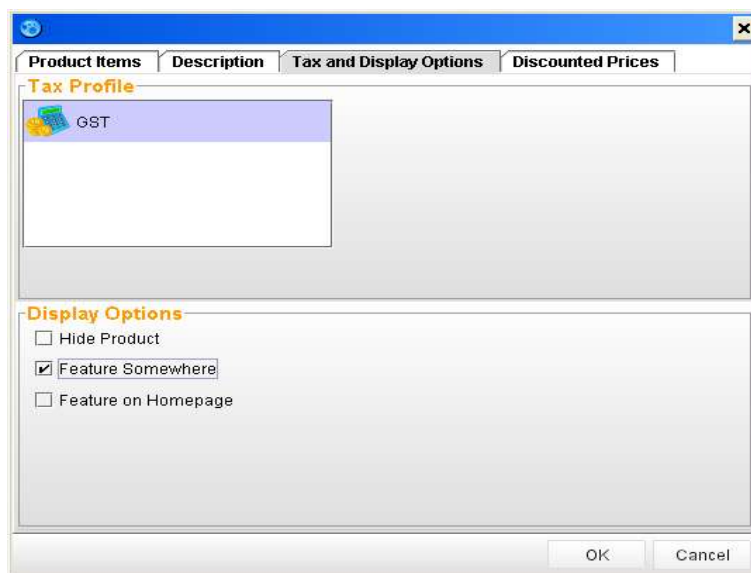 Product Items Description Tax and Display Options Discounted Prices
Tax Profile
GST
Display Options
Hide Product
Feature Somewhere
Feature on Homepage
OK Cancel